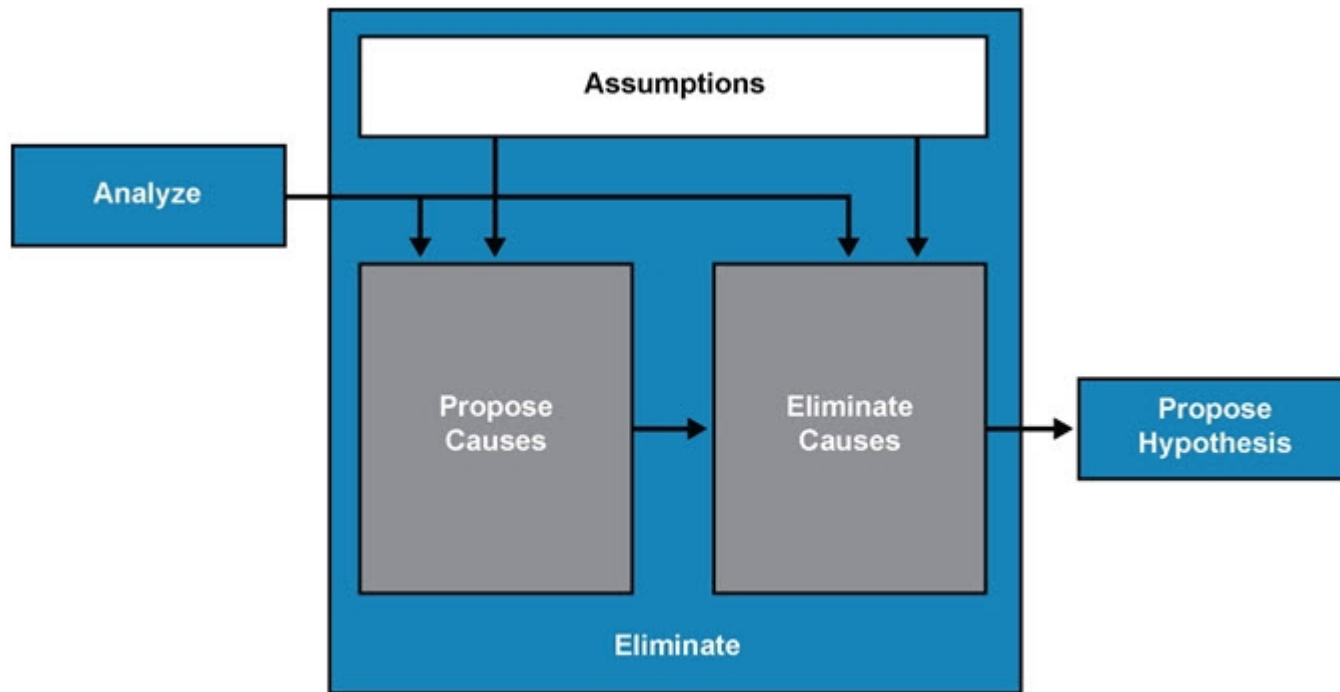 Assumptions
Analyze
Propose
Causes
Eliminate
Causes
Propose
Hypothesis
Eliminate